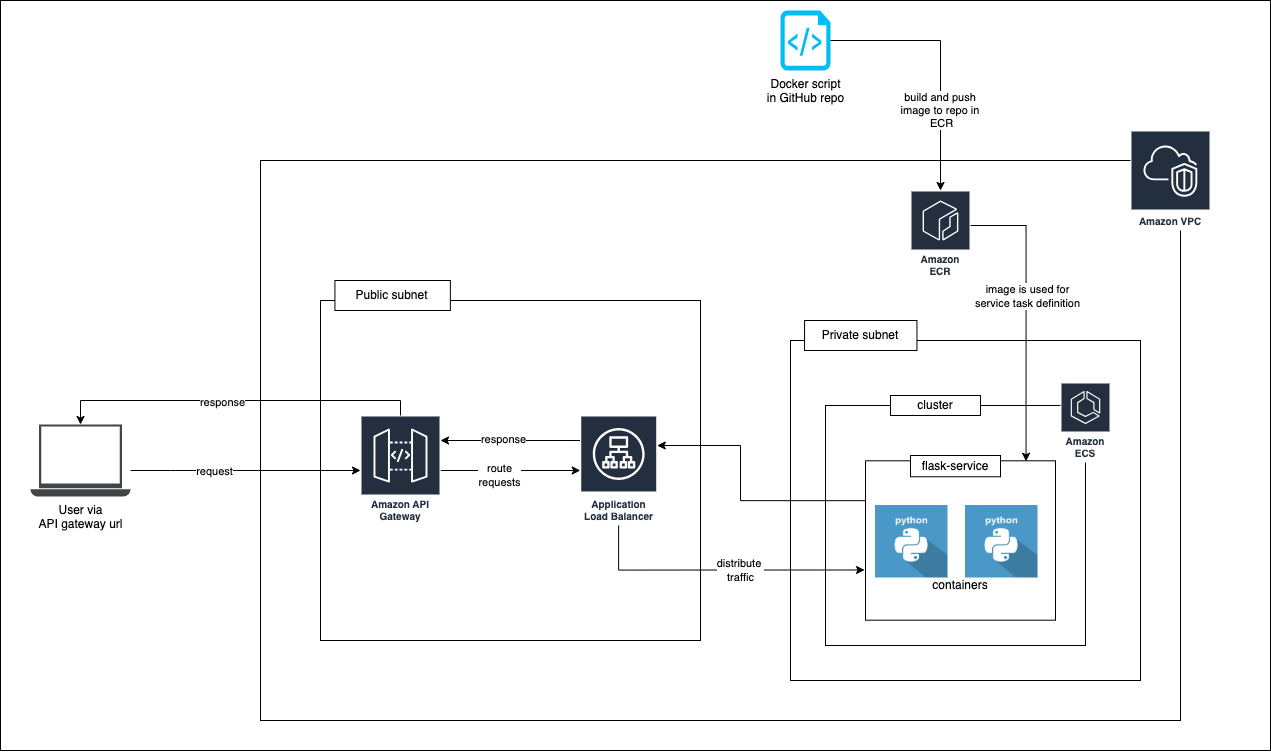 Docker script
in GitHub repo
build and push
image to repo in
ECR
Amazon VPC
Amazon
ECR
image is used for
service task definition
Public subnet
Private subnet
cluster
Amazon
ECS
response
request
User via
API gateway url
</>
Amazon API
Gateway
response
route
requests
Application
Load Balancer
distribute
traffic
flask-service
python
python
containers